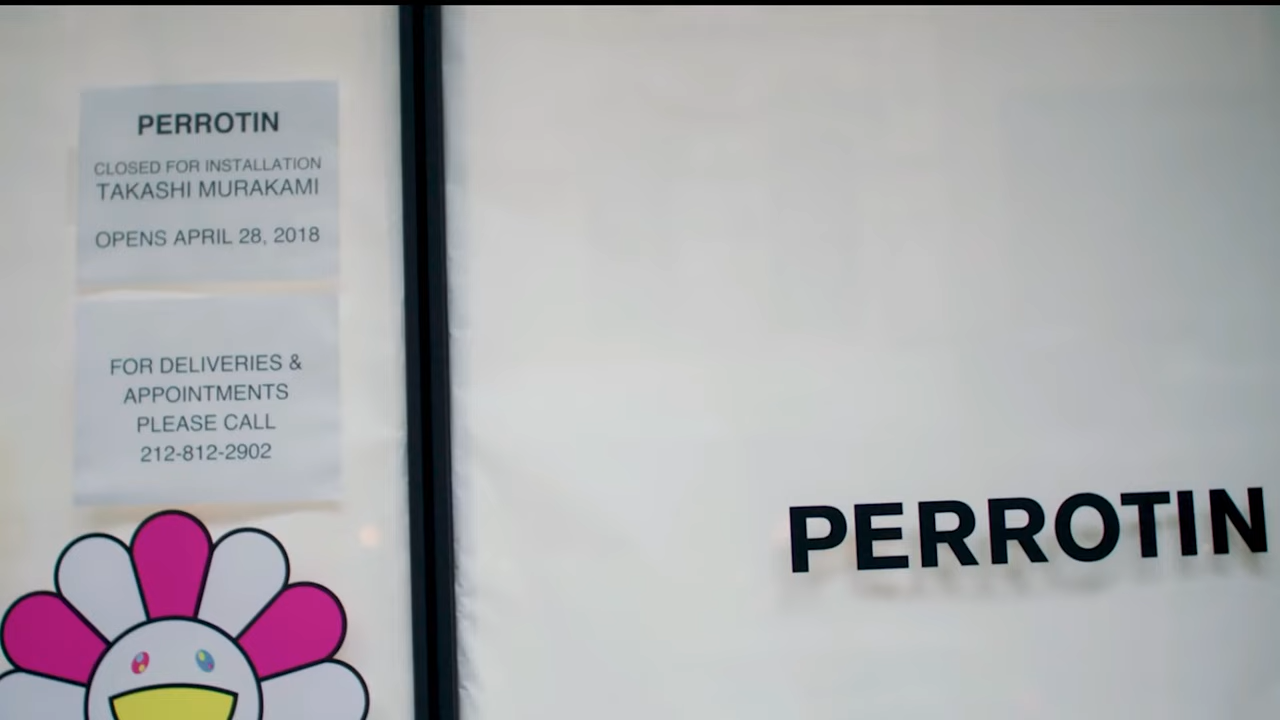 PERROTIN
CLOSED FOR INSTALLATION
TAKASHI MURAKAMI
OPENS APRIL 28, 2018
FOR DELIVERIES &
APPOINTMENTS
PLEASE CALL
212-812-2902
PERROTIN